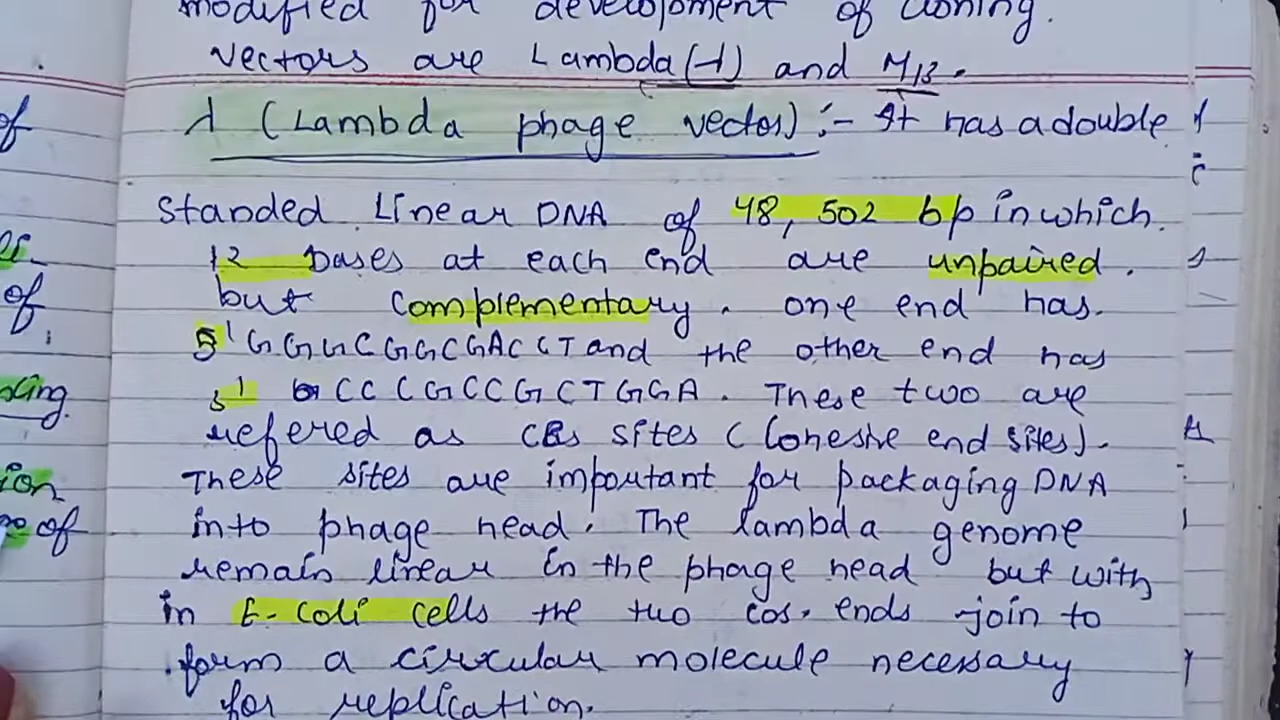 modified for development of cloning.
vectors are Lambda (λ) and M13.
λ (Lambda phage vector) :- It has a double
standed Linear DNA of 48, 502 bp in which
12 bases at each end are unpaired.
but complementary. one end has.
5' GGGCGGCGACCT and the other end has
5' CCCGCCGCTGGA. These two are
refered as cos sites (Cohesive end sites).
These sites are important for packaging DNA
into phage head. The lambda genome
remain linear in the phage head but with
in E. coli cells the two cos. ends join to
form a circular molecule necessary
for replication.
of
of
ion
of